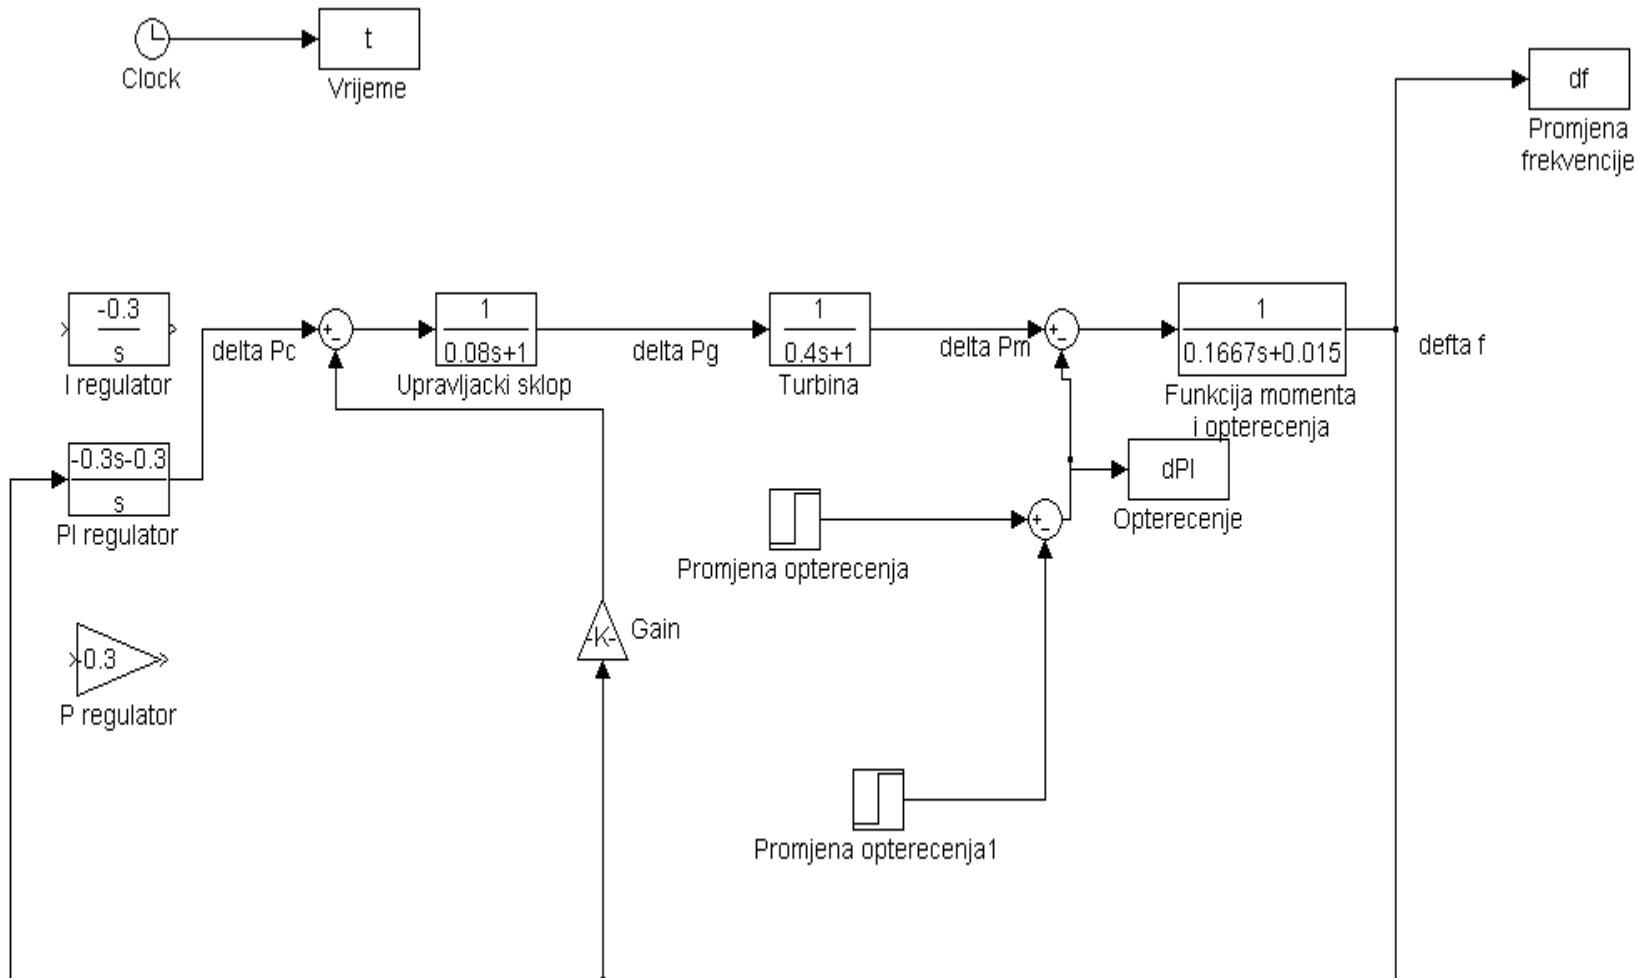 t
Clock
Vrijeme
df
Promjena
frekvencije
-0.3
s
I regulator
delta Pc
+
-
1
0.08s+1
Upravljacki sklop
delta Pg
1
0.4s+1
Turbina
delta Pm
+
-
1
0.1667s+0.015
Funkcija momenta
i opterecenja
defta f
-0.3s-0.3
s
PI regulator
dPl
Opterecenje
+
-
Promjena opterecenja
-K-
Gain
-0.3
P regulator
Promjena opterecenja1